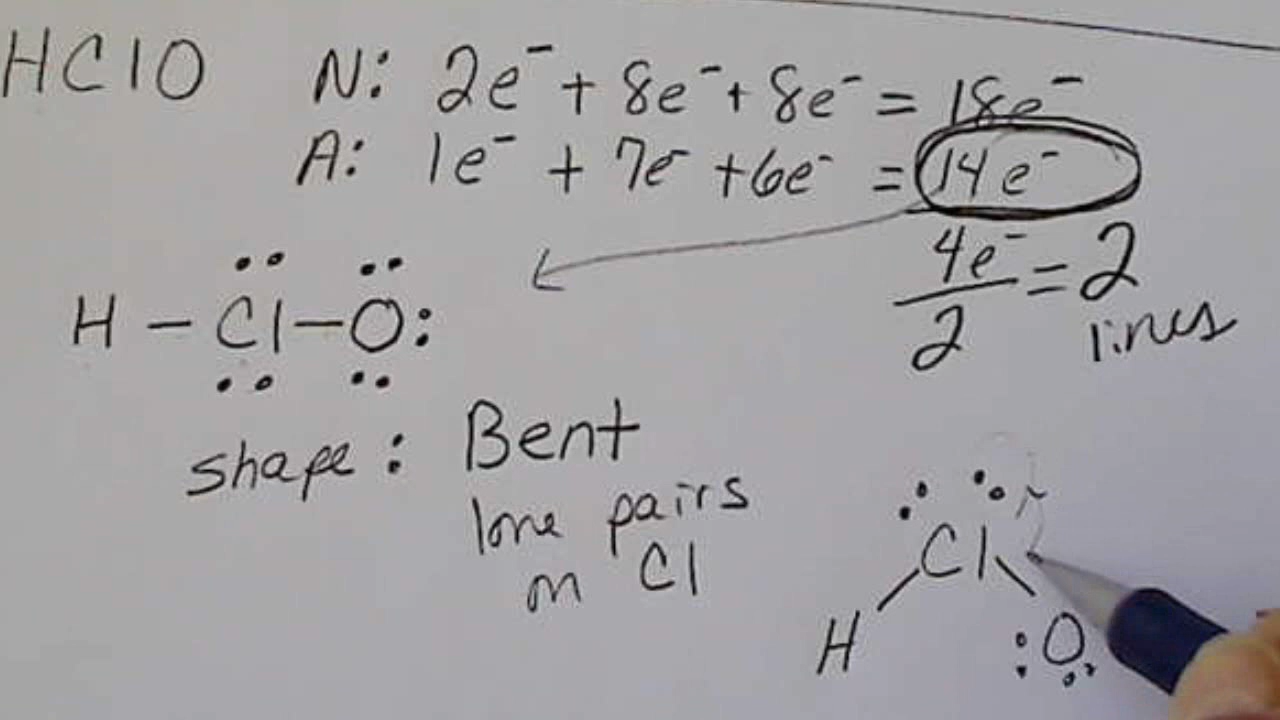 HClO N: 2e⁻ + 8e⁻ + 8e⁻ = 18e⁻
A: 1e⁻ + 7e⁻ + 6e⁻ = 14e⁻
4e⁻/2 = 2
lines
H – Cl – O:
shape: Bent
lone pairs
on Cl
Cl
H O